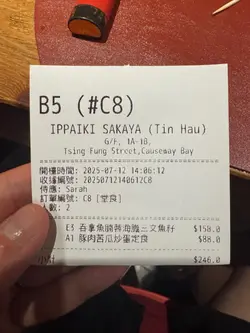 B5 (#C8)
IPPAIKI SAKAYA (Tin Hau)
G/F, 1A-1B,
Tsing Fung Street,Causeway Bay
開檯時間: 2025-07-12 14:06:12
收據編號: 20250712140612C8
侍應: Sarah
訂單編號: C8 [堂食]
人數: 2
E3 吞拿魚腩蓉海膽三文魚籽 $158.0
A1 豚肉苦瓜炒蛋定食 $88.0
小計 $246.0